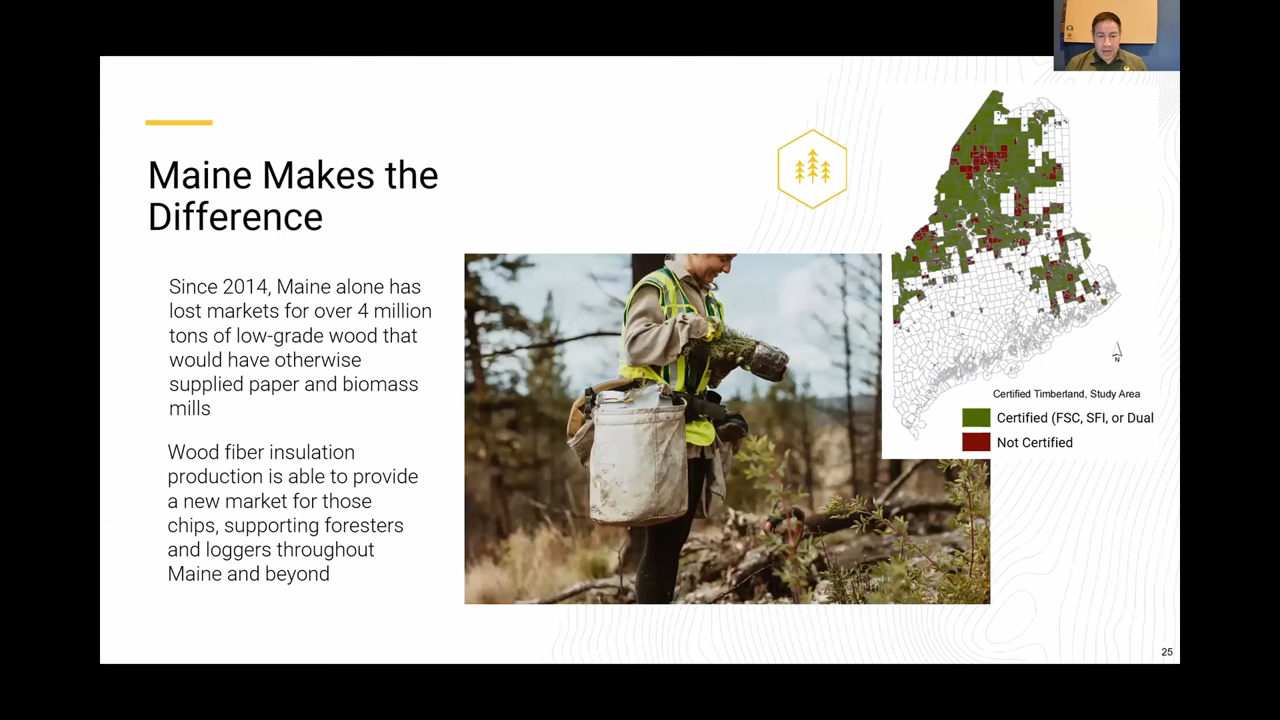 Maine Makes the
Difference
Since 2014, Maine alone has
lost markets for over 4 million
tons of low-grade wood that
would have otherwise
supplied paper and biomass
mills
Wood fiber insulation
production is able to provide
a new market for those
chips, supporting foresters
and loggers throughout
Maine and beyond
N
Certified Timberland, Study Area
Certified (FSC, SFI, or Dual
Not Certified
25